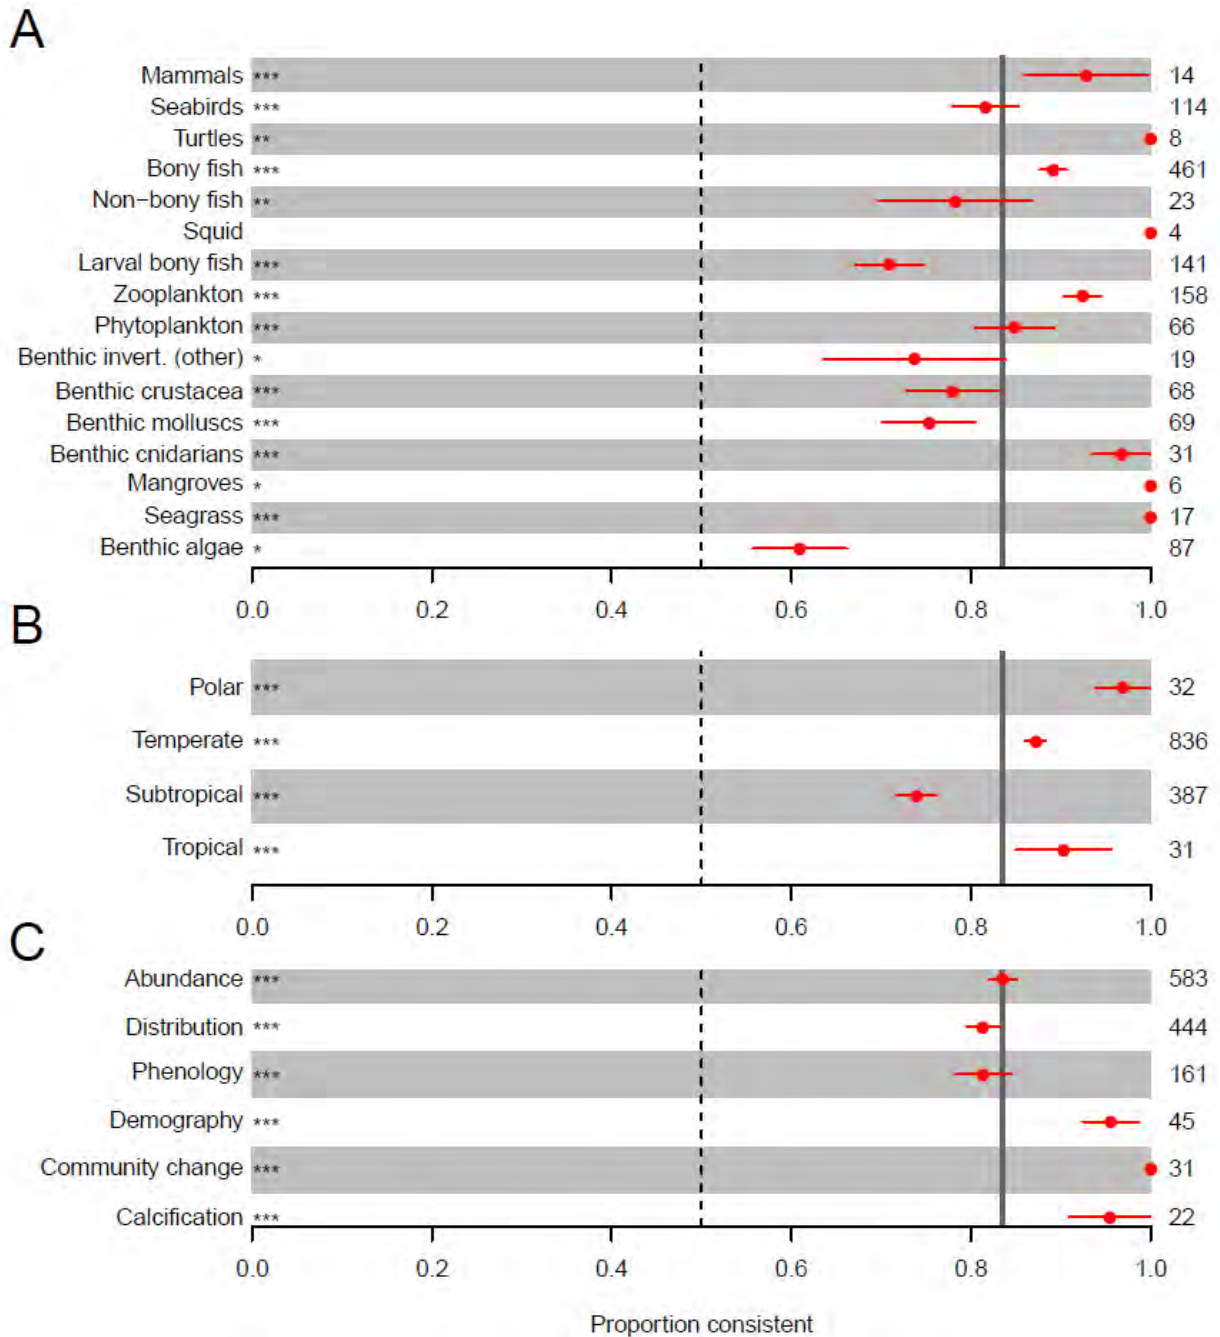 A
Mammals *** 14
Seabirds *** 114
Turtles ** 8
Bony fish *** 461
Non−bony fish ** 23
Squid 4
Larval bony fish *** 141
Zooplankton *** 158
Phytoplankton *** 66
Benthic invert. (other) * 19
Benthic crustacea *** 68
Benthic molluscs *** 69
Benthic cnidarians *** 31
Mangroves * 6
Seagrass *** 17
Benthic algae * 87
0.0 0.2 0.4 0.6 0.8 1.0
B
Polar *** 32
Temperate *** 836
Subtropical *** 387
Tropical *** 31
0.0 0.2 0.4 0.6 0.8 1.0
C
Abundance *** 583
Distribution *** 444
Phenology *** 161
Demography *** 45
Community change *** 31
Calcification *** 22
0.0 0.2 0.4 0.6 0.8 1.0
Proportion consistent